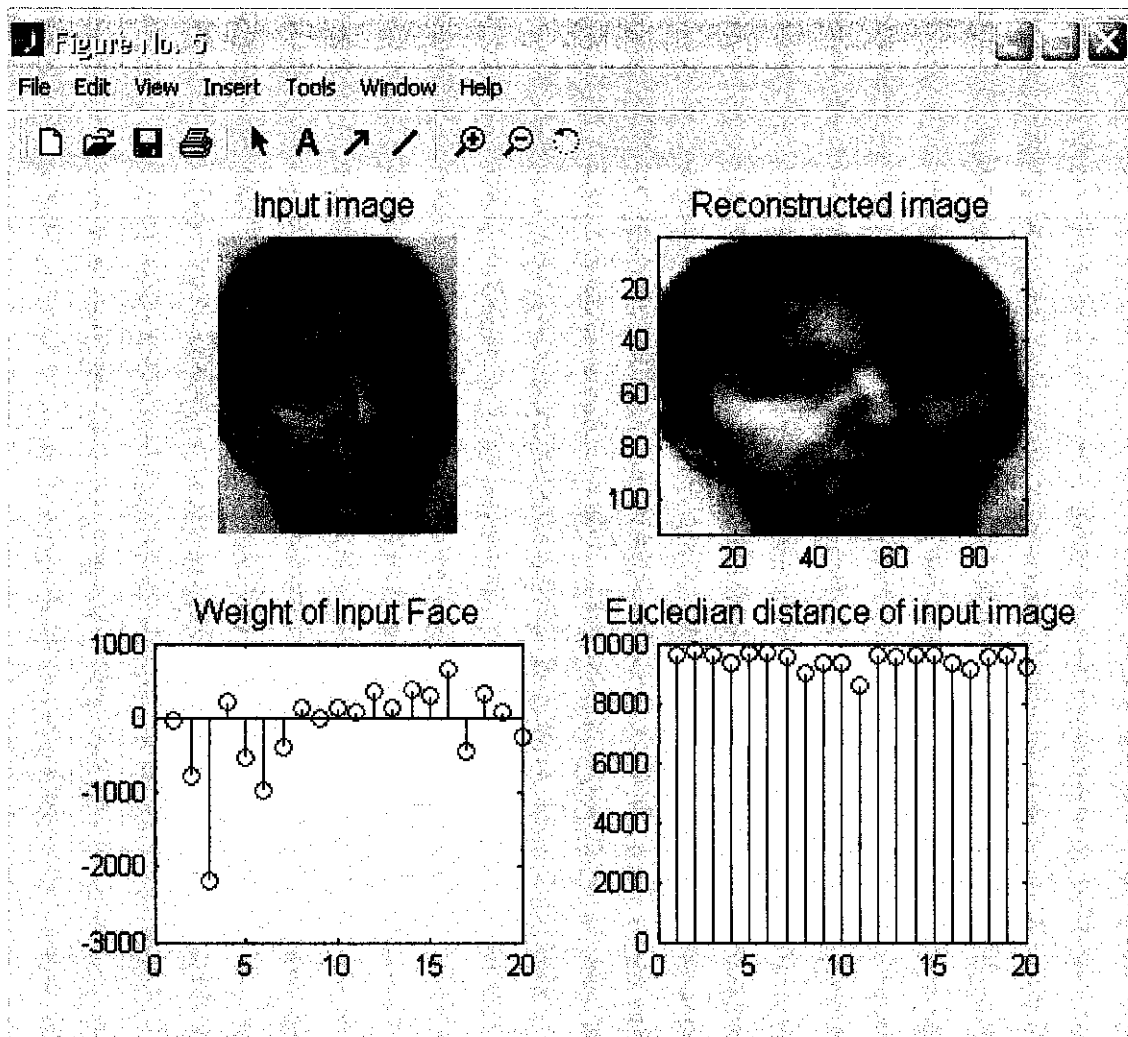 Figure No. 5
File Edit View Insert Tools Window Help
A
Input image
Reconstructed image
20
40
60
80
100
20 40 60 80
Weight of Input Face
1000
0
-1000
-2000
-3000
0 5 10 15 20
Eucledian distance of input image
10000
8000
6000
4000
2000
0
0 5 10 15 20